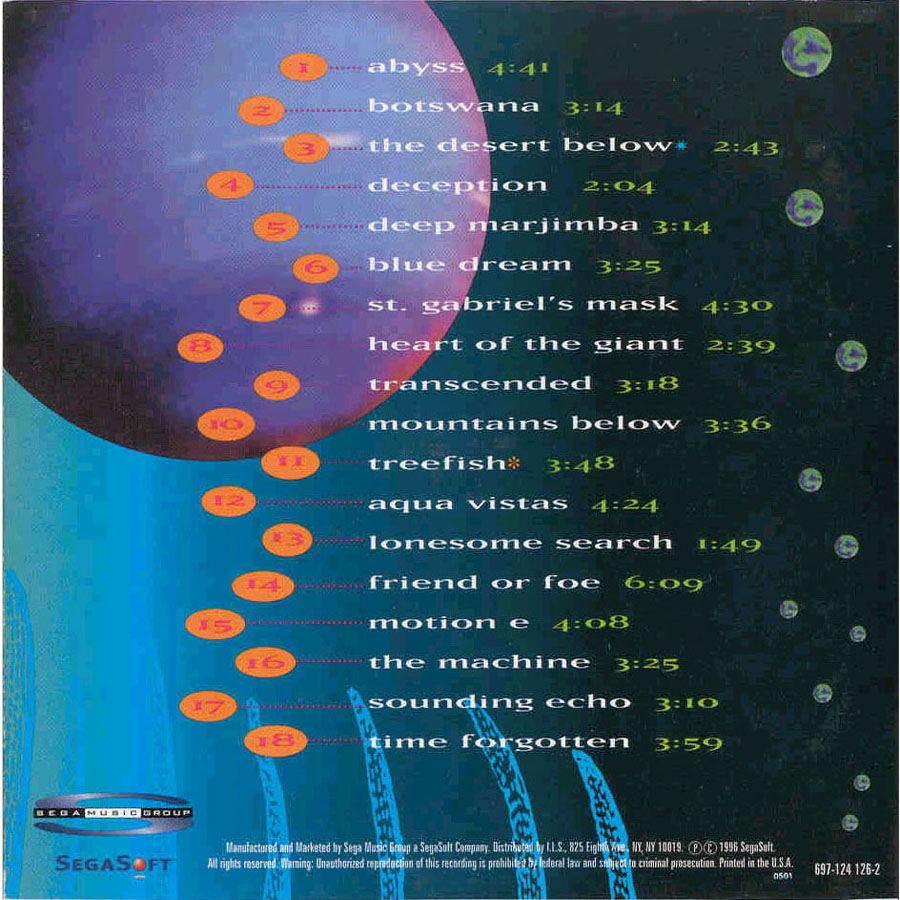 1 abyss 4:41
2 botswana 3:14
3 the desert below* 2:43
4 deception 2:04
5 deep marjimba 3:14
6 blue dream 3:25
7 st. gabriel's mask 4:30
8 heart of the giant 2:39
9 transcended 3:18
10 mountains below 3:36
11 treefish* 3:48
12 aqua vistas 4:24
13 lonesome search 1:49
14 friend or foe 6:09
15 motion e 4:08
16 the machine 3:25
17 sounding echo 3:10
18 time forgotten 3:59
SEGA MUSIC GROUP
SEGASOFT
Manufactured and Marketed by Sega Music Group a SegaSoft Company. Distributed by I.L.S., 825 Eighth Ave., NY, NY 10019. ℗ © 1996 SegaSoft.
All rights reserved. Warning: Unauthorized reproduction of this recording is prohibited by federal law and subject to criminal prosecution. Printed in the U.S.A.
0501
697-124 126-2